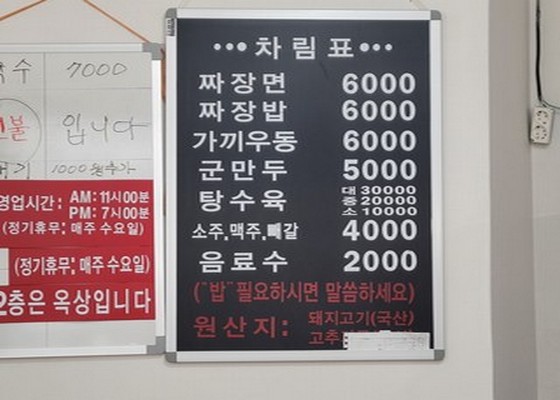 수 7000
선불 입니다
1000원추가
영업시간: AM:11시00분
PM:7시00분
(정기휴무: 매주 수요일)
(정기휴무: 매주 수요일)
2층은 옥상입니다
•••차림표•••
짜장면 6000
짜장밥 6000
가끼우동 6000
군만두 5000
탕수육 대 30000
중 20000
소 10000
소주,맥주,빼갈 4000
음료수 2000
("밥"필요하시면 말씀하세요)
원산지: 돼지고기(국산)